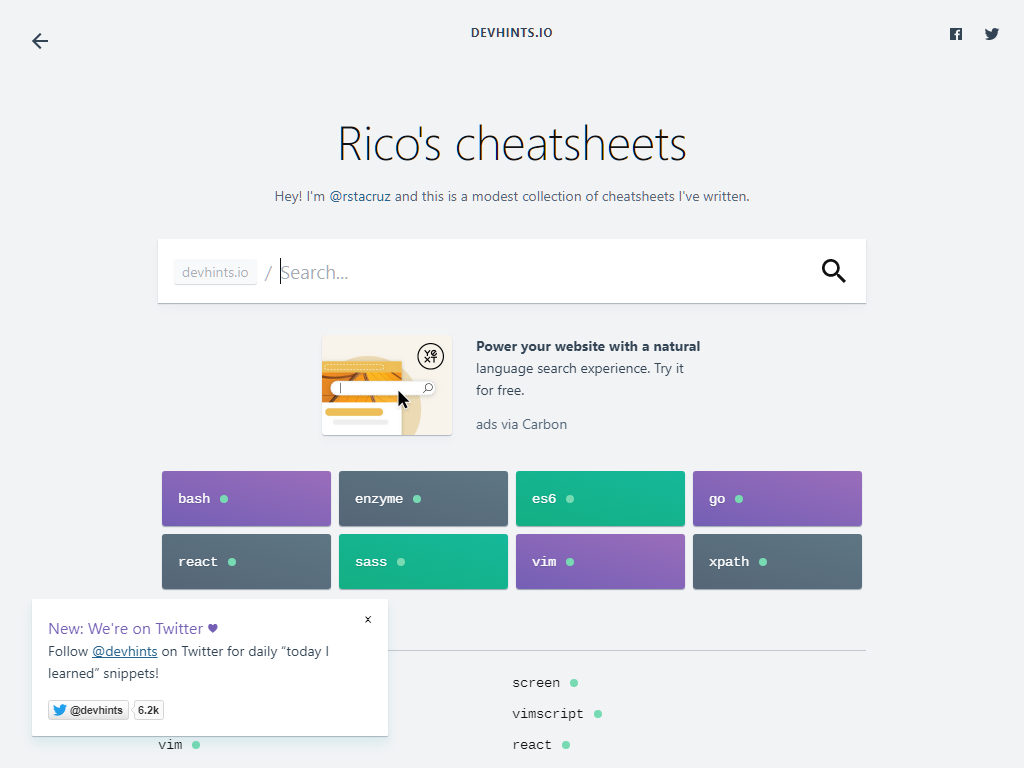 DEVHINTS.IO
Rico's cheatsheets
Hey! I'm @rstacruz and this is a modest collection of cheatsheets I've written.
devhints.io / Search...
YEXT
Power your website with a natural
language search experience. Try it
for free.
ads via Carbon
bash
enzyme
es6
go
react
sass
vim
xpath
New: We're on Twitter ♥
x
Follow @devhints on Twitter for daily “today I
learned” snippets!
@devhints
6.2k
screen
vimscript
vim
react